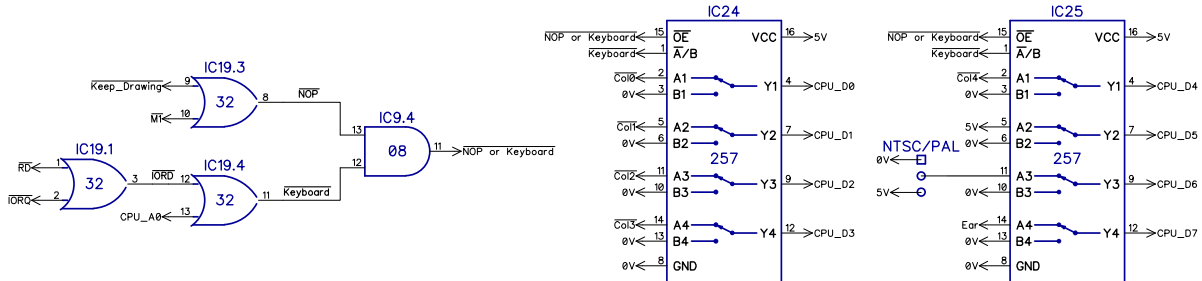 IC19.3
Keep_Drawing 9
32
8
NOP
M1 10
IC19.1
RD 1
32
3
IORD
IORQ 2
IC19.4
12
32
11
Keyboard
CPU_A0 13
IC9.4
13
08
11 NOP or Keyboard
12
IC24
NOP or Keyboard 15 OE VCC 16 5V
Keyboard 1 A/B
Col0 2 A1
Y1 4 CPU_D0
0V 3 B1
Col1 5 A2
Y2 7 CPU_D1
0V 6 B2
257
Col2 11 A3
Y3 9 CPU_D2
0V 10 B3
Col3 14 A4
Y4 12 CPU_D3
0V 13 B4
0V 8 GND
IC25
NOP or Keyboard 15 OE VCC 16 5V
Keyboard 1 A/B
Col4 2 A1
Y1 4 CPU_D4
0V 3 B1
5V 5 A2
Y2 7 CPU_D5
0V 6 B2
NTSC/PAL
257
0V
11 A3
Y3 9 CPU_D6
5V
0V 10 B3
Ear 14 A4
Y4 12 CPU_D7
0V 13 B4
0V 8 GND